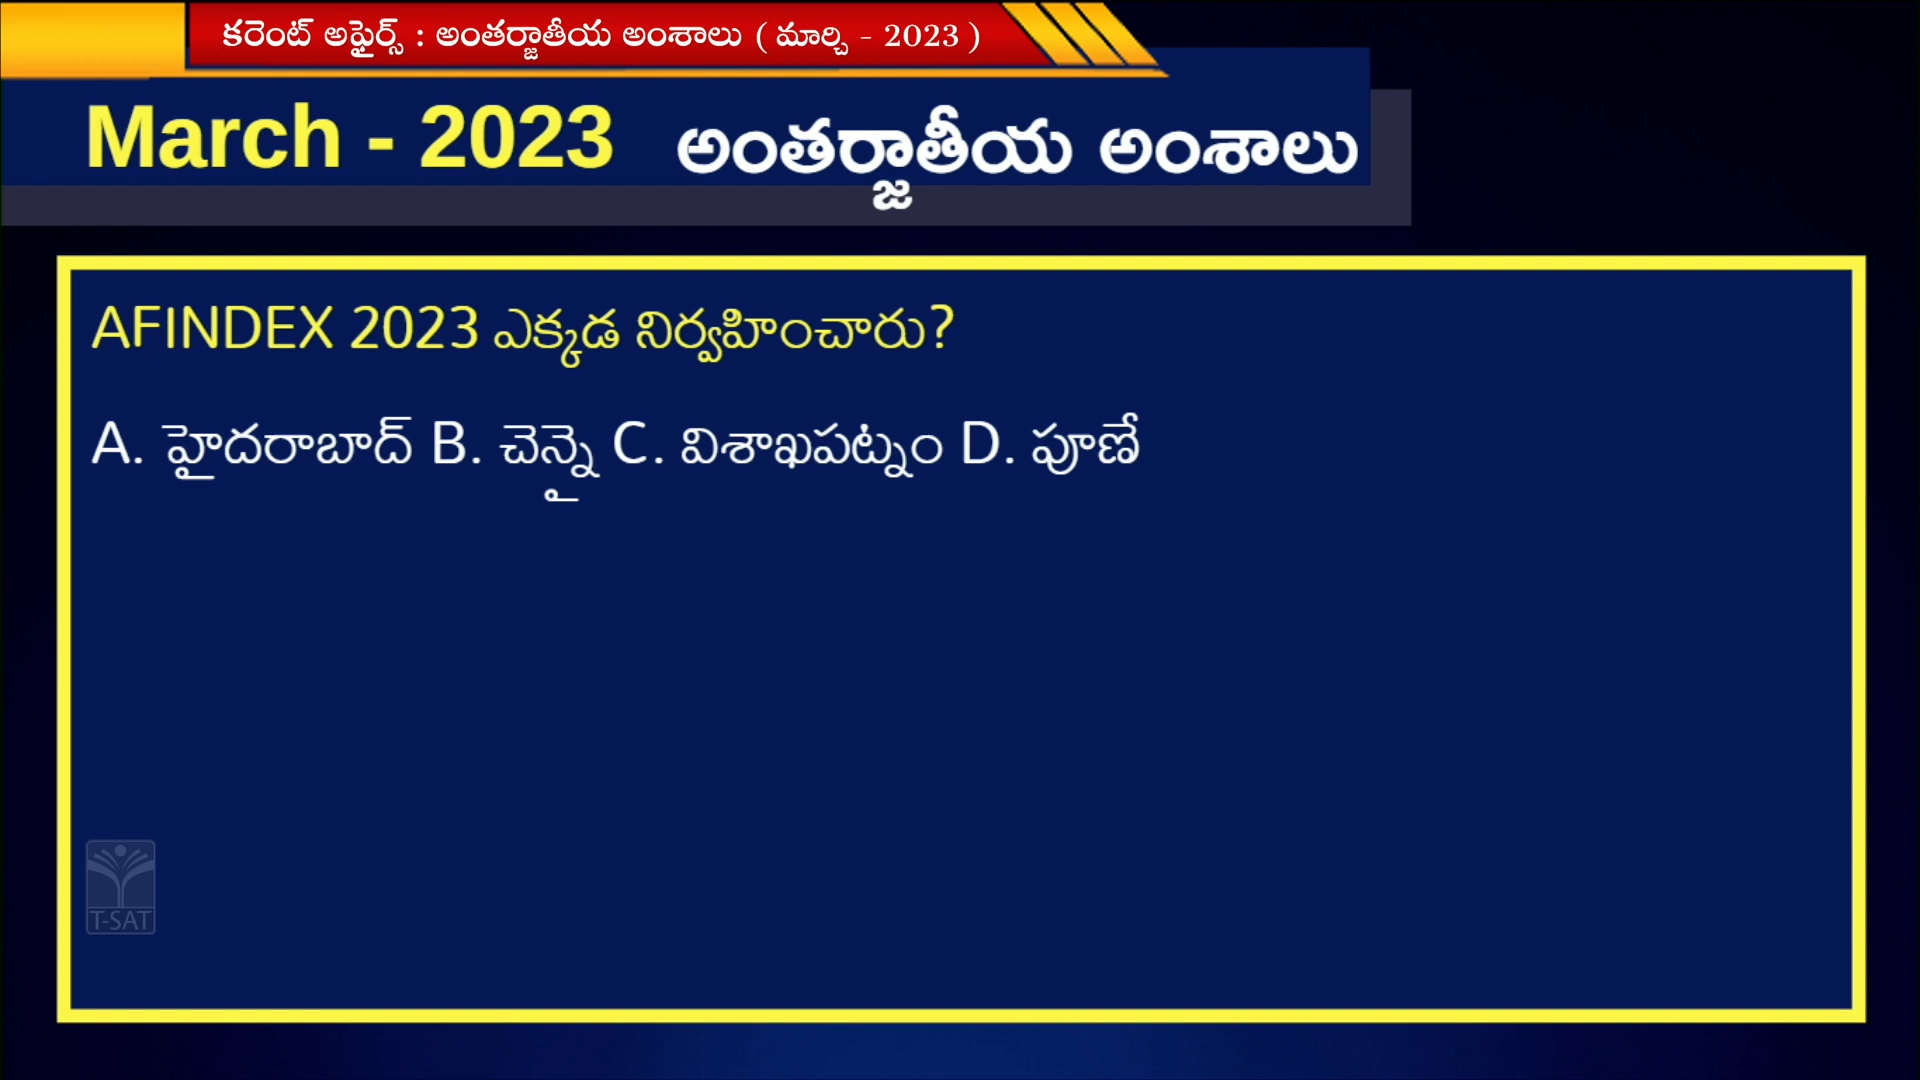 కరెంట్ అఫైర్స్ : అంతర్జాతీయ అంశాలు ( మార్చి - 2023 )
March - 2023 అంతర్జాతీయ అంశాలు
AFINDEX 2023 ఎక్కడ నిర్వహించారు?
A. హైదరాబాద్ B. చెన్నై C. విశాఖపట్నం D. పూణే
T-SAT